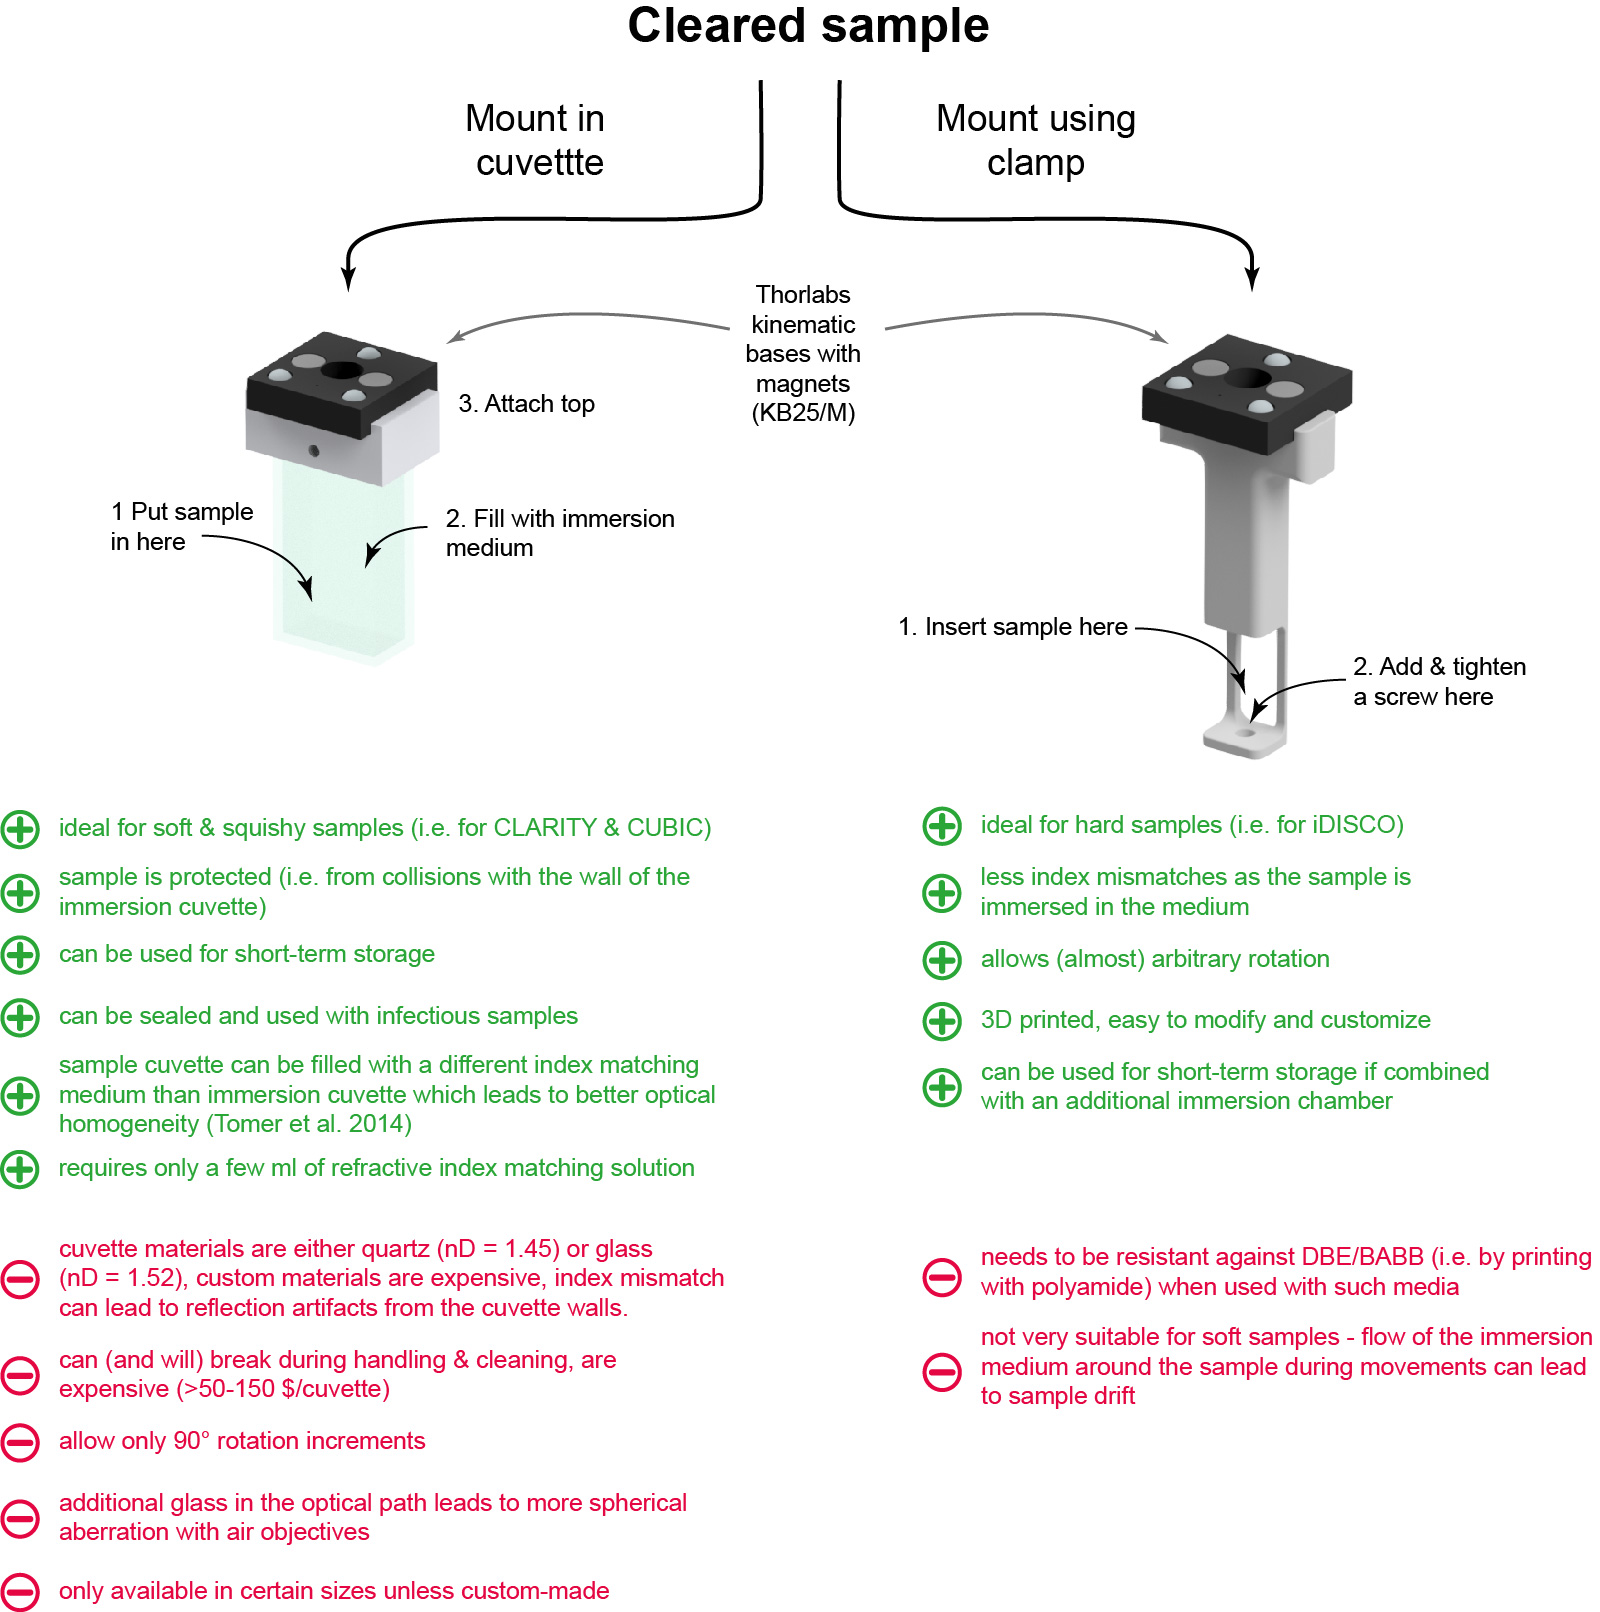 Cleared sample
Mount in
cuvettte
Mount using
clamp
Thorlabs
kinematic
bases with
magnets
(KB25/M)
3. Attach top
1 Put sample
in here
2. Fill with immersion
medium
1. Insert sample here
2. Add & tighten
a screw here
ideal for soft & squishy samples (i.e. for CLARITY & CUBIC)
sample is protected (i.e. from collisions with the wall of the
immersion cuvette)
can be used for short-term storage
can be sealed and used with infectious samples
sample cuvette can be filled with a different index matching
medium than immersion cuvette which leads to better optical
homogeneity (Tomer et al. 2014)
requires only a few ml of refractive index matching solution
cuvette materials are either quartz (nD = 1.45) or glass
(nD = 1.52), custom materials are expensive, index mismatch
can lead to reflection artifacts from the cuvette walls.
can (and will) break during handling & cleaning, are
expensive (>50-150 $/cuvette)
allow only 90° rotation increments
additional glass in the optical path leads to more spherical
aberration with air objectives
only available in certain sizes unless custom-made
ideal for hard samples (i.e. for iDISCO)
less index mismatches as the sample is
immersed in the medium
allows (almost) arbitrary rotation
3D printed, easy to modify and customize
can be used for short-term storage if combined
with an additional immersion chamber
needs to be resistant against DBE/BABB (i.e. by printing
with polyamide) when used with such media
not very suitable for soft samples - flow of the immersion
medium around the sample during movements can lead
to sample drift